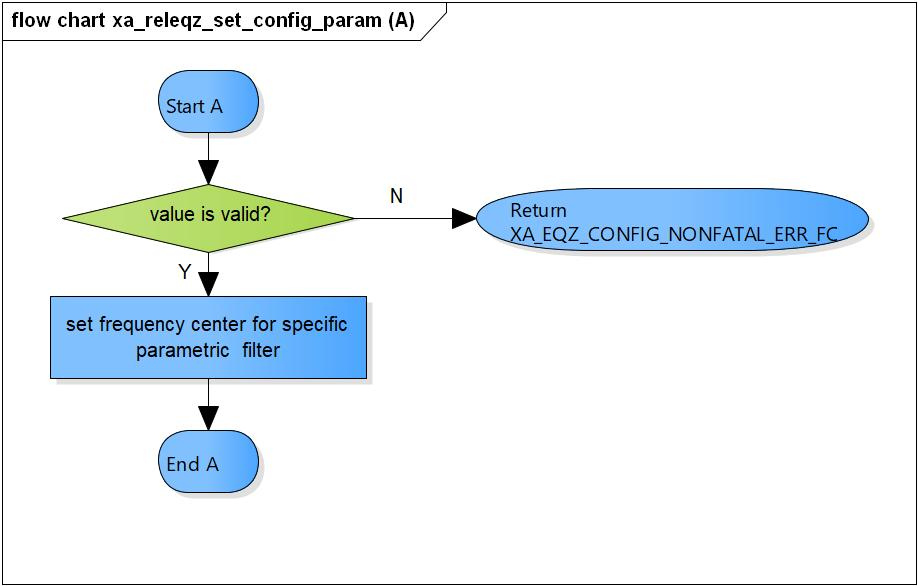 flow chart xa_releqz_set_config_param (A)
Start A
value is valid?
N
Return
XA_EQZ_CONFIG_NONFATAL_ERR_FC
Y
set frequency center for specific
parametric filter
End A